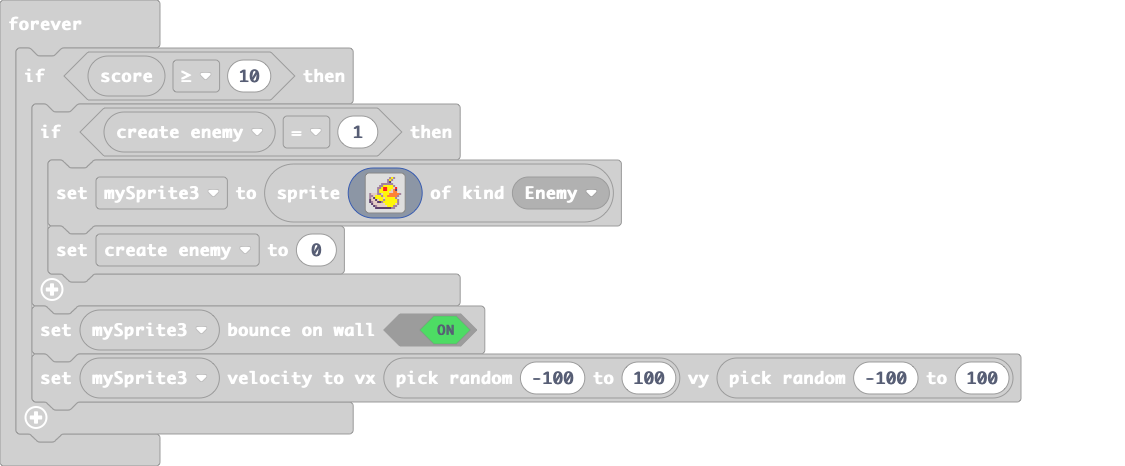 forever
if score ≥ 10 then
if create enemy = 1 then
set mySprite3 to sprite of kind Enemy
set create enemy to 0
set mySprite3 bounce on wall ON
set mySprite3 velocity to vx pick random -100 to 100 vy pick random -100 to 100